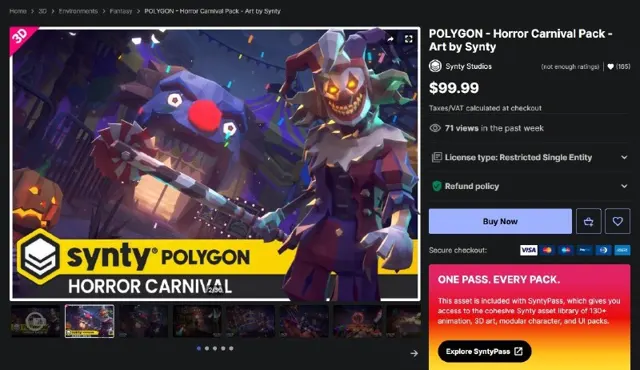 Home > 3D > Environments > Fantasy > POLYGON - Horror Carnival Pack - Art by Synty
3D
synty® POLYGON
HORROR CARNIVAL
POLYGON - Horror Carnival Pack -
Art by Synty
Synty Studios
(not enough ratings)
(165)
$99.99
Taxes/VAT calculated at checkout
71 views in the past week
License type: Restricted Single Entity
Refund policy
Buy Now
Secure checkout:
VISA
ONE PASS. EVERY PACK.
This asset is included with SyntyPass, which gives you
access to the cohesive Synty asset library of 130+
animation, 3D art, modular character, and UI packs.
Explore SyntyPass